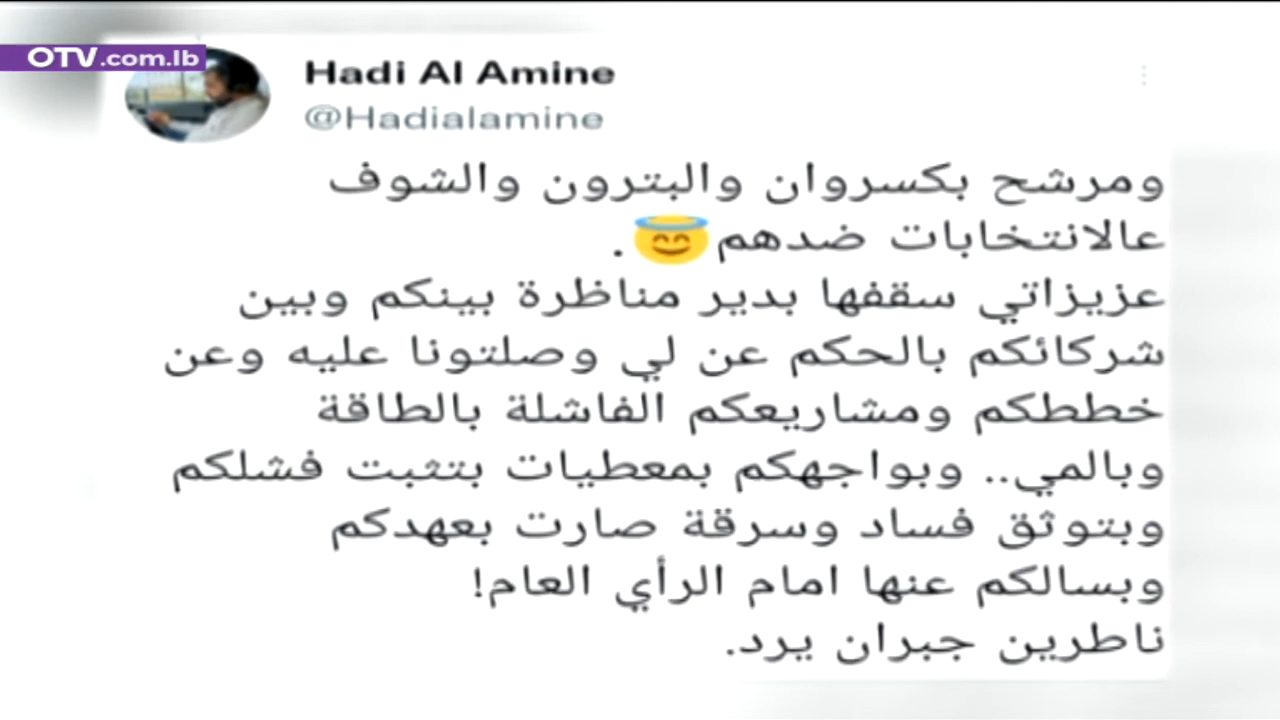 OTV.com.lb
Hadi Al Amine
@Hadialamine
ومرشح بكسروان والبترون والشوف
عالانتخابات ضدهم😇.
عزيزاتي سقفها بدير مناظرة بينكم وبين
شركائكم بالحكم عن لي وصلتونا عليه وعن
خططكم ومشاريعكم الفاشلة بالطاقة
وبالمي.. وبواجهكم بمعطيات بتثبت فشلكم
وبتوثق فساد وسرقة صارت بعهدكم
وبسالكم عنها امام الرأي العام!
ناطرين جبران يرد.